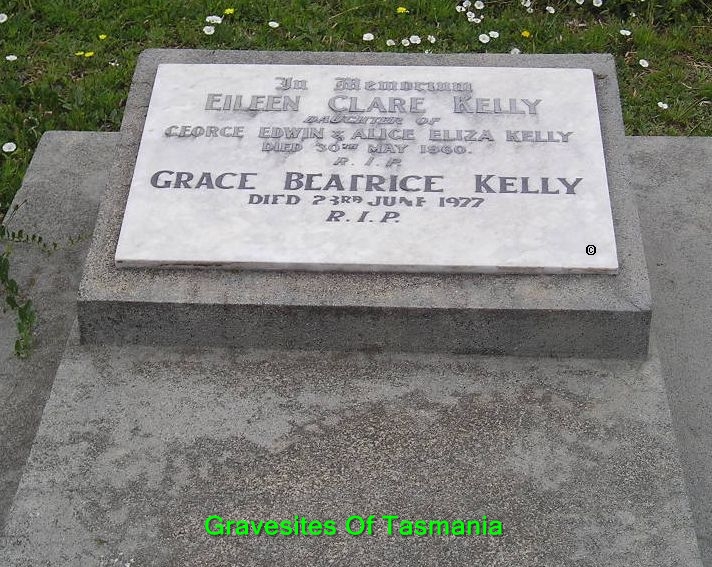 In Memorium
EILEEN CLARE KELLY
DAUGHTER OF
GEORGE EDWIN & ALICE ELIZA KELLY
DIED 30TH MAY 1960.
R.I.P.
GRACE BEATRICE KELLY
DIED 23RD JUNE 1977
R.I.P.
©
Gravesites Of Tasmania